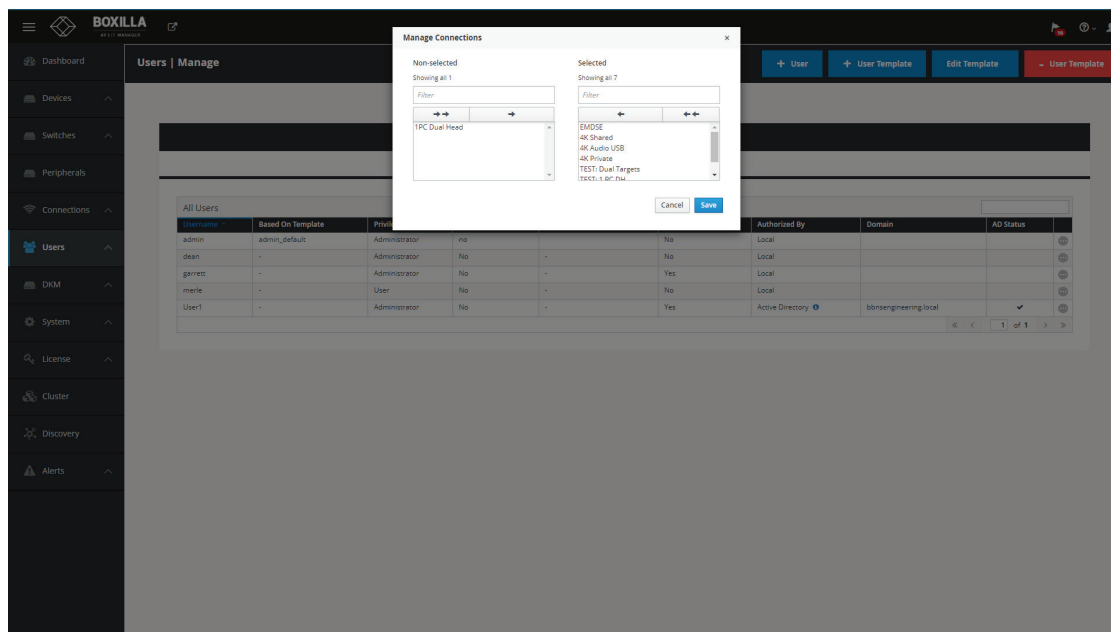 BOXILLA
Manage Connections
×
Dashboard
Users | Manage
Non-selected
Selected
+ User
+ User Template
Edit Template
- User Template
Showing all 1
Showing all 7
Devices
Filter
Filter
Switches
1PC Dual Head
EMDSE
4K Shared
4K Audio USB
4K Private
TEST: Dual Targets
TEST: 1 PC DH
Peripherals
Connections
Cancel
Save
All Users
Username
Based On Template
Authorized By
Domain
AD Status
admin
admin_default
Administrator
no
No
Local
Users
dean
-
Administrator
No
-
No
Local
garrett
-
Administrator
No
-
Yes
Local
DKM
merle
-
User
No
-
No
Local
User1
-
Administrator
No
-
Yes
Active Directory
bbnsengineering.local
1 of 1
System
License
Cluster
Discovery
Alerts